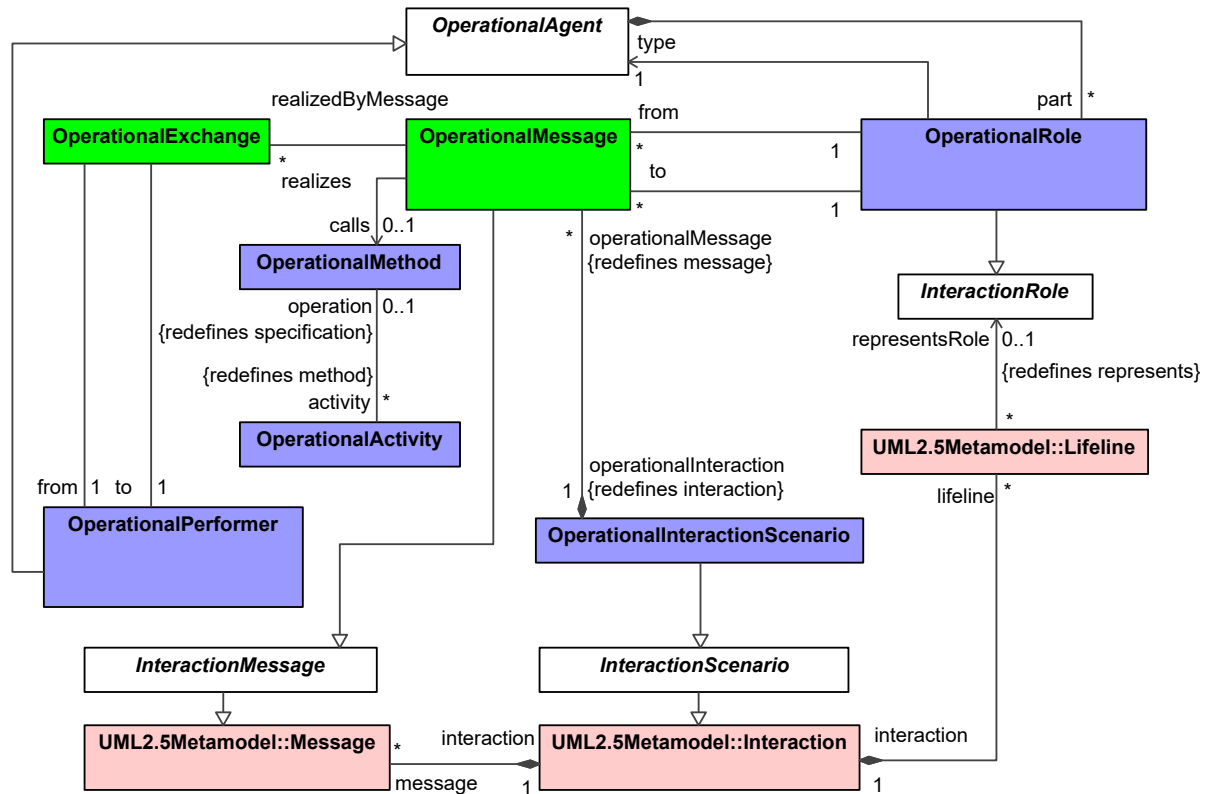 OperationalAgent
type
1
part *
realizedByMessage
OperationalExchange
OperationalMessage
from
OperationalRole
*
realizes
*
1
to
*
1
calls 0..1
OperationalMethod
operation 0..1
{redefines specification}
* operationalMessage
{redefines message}
InteractionRole
representsRole 0..1
{redefines represents}
{redefines method}
activity *
OperationalActivity
*
UML2.5Metamodel::Lifeline
operationalInteraction
1 {redefines interaction}
lifeline *
from 1 to 1
OperationalPerformer
OperationalInteractionScenario
InteractionMessage
InteractionScenario
UML2.5Metamodel::Message
*
message
interaction
1
UML2.5Metamodel::Interaction
interaction
1